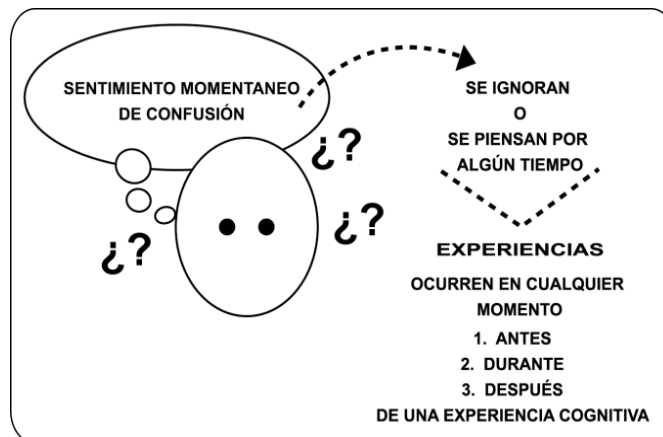 SENTIMIENTO MOMENTANEO
DE CONFUSIÓN
¿?
¿?
¿?
SE IGNORAN
O
SE PIENSAN POR
ALGÚN TIEMPO
EXPERIENCIAS
OCURREN EN CUALQUIER
MOMENTO
1. ANTES
2. DURANTE
3. DESPUÉS
DE UNA EXPERIENCIA COGNITIVA